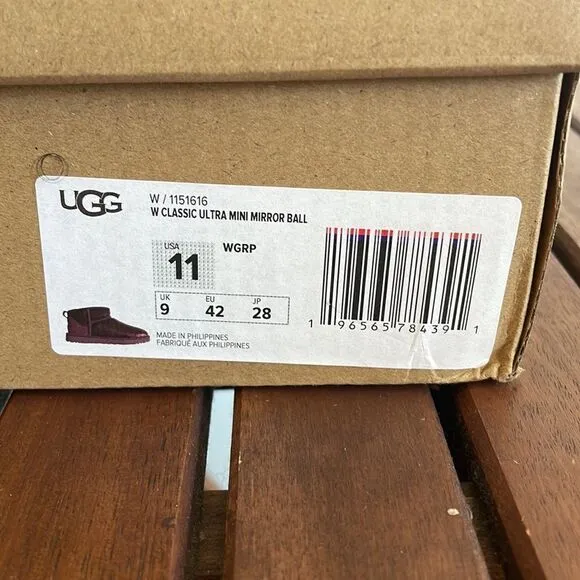 UGG
W / 1151616
W CLASSIC ULTRA MINI MIRROR BALL
USA
11
WGRP
UK EU JP
9 42 28
MADE IN PHILIPPINES
FABRIQUÉ AUX PHILIPPINES
1 96565 78439 1